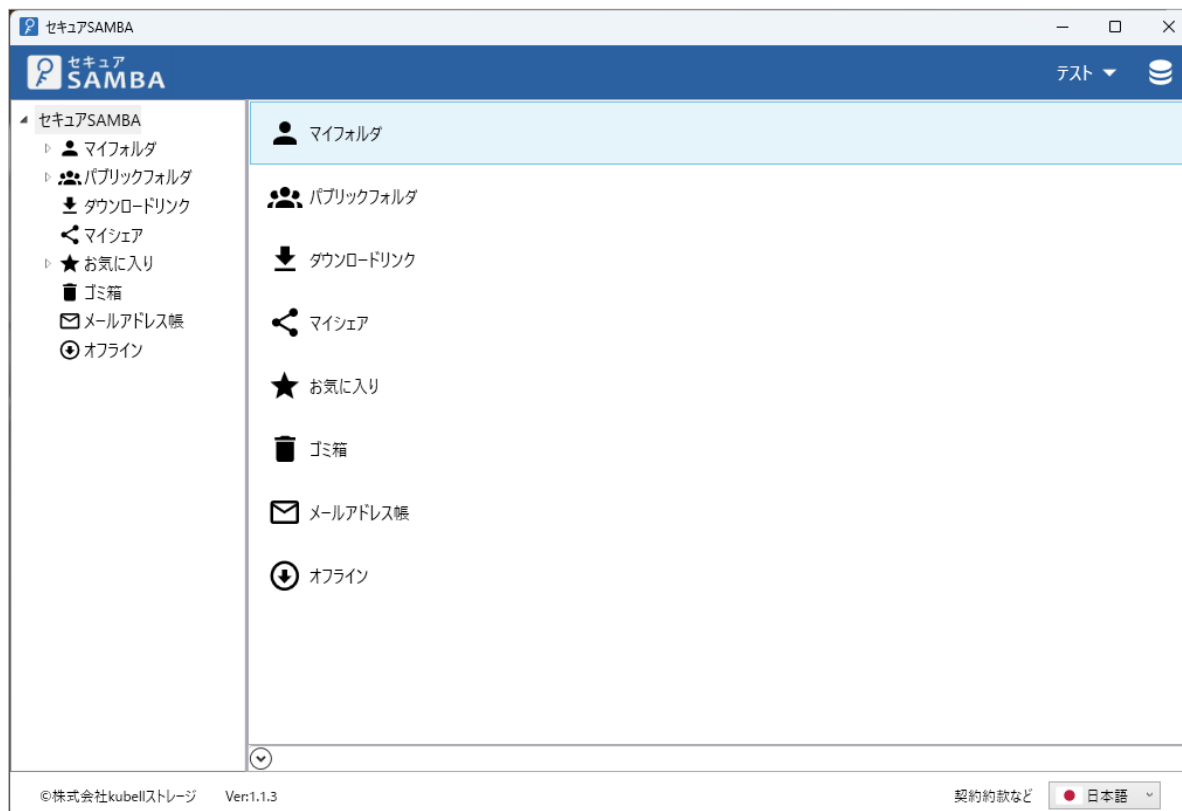 セキュアSAMBA
セキュア
SAMBA
テスト
セキュアSAMBA
マイフォルダ
パブリックフォルダ
ダウンロードリンク
マイシェア
お気に入り
ゴミ箱
メールアドレス帳
オフライン
マイフォルダ
パブリックフォルダ
ダウンロードリンク
マイシェア
お気に入り
ゴミ箱
メールアドレス帳
オフライン
©株式会社kubellストレージ Ver:1.1.3
契約約款など 日本語